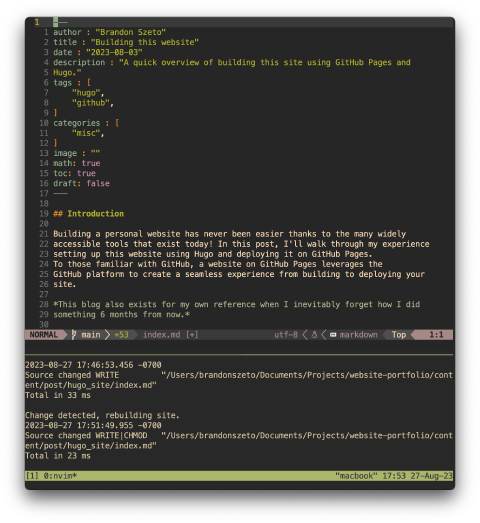 1 ---
1 author : "Brandon Szeto"
2 title : "Building this website"
3 date : "2023-08-03"
4 description : "A quick overview of building this site using GitHub Pages and
5 Hugo."
6 tags : [
7 "hugo",
8 "github",
9 ]
10 categories : [
11 "misc",
12 ]
13 image : ""
14 math: true
15 toc: true
16 draft: false
17 ---
18
19 ## Introduction
20
21 Building a personal website has never been easier thanks to the many widely
22 accessible tools that exist today! In this post, I'll walk through my experience
23 setting up this website using Hugo and deploying it on GitHub Pages.
24 To those familiar with GitHub, a website on GitHub Pages leverages the
25 GitHub platform to create a seamless experience from building to deploying your
26 site.
27
28 *This blog also exists for my own reference when I inevitably forget how I did
29 something 6 months from now.*
30
NORMAL main +53 index.md [+] utf-8 markdown Top 1:1
2023-08-27 17:46:53.456 -0700
Source changed WRITE "/Users/brandonszeto/Documents/Projects/website-portfolio/cont
ent/post/hugo_site/index.md"
Total in 33 ms
Change detected, rebuilding site.
2023-08-27 17:51:49.955 -0700
Source changed WRITE|CHMOD "/Users/brandonszeto/Documents/Projects/website-portfolio/cont
ent/post/hugo_site/index.md"
Total in 23 ms
[1] 0:nvim* "macbook" 17:53 27-Aug-23